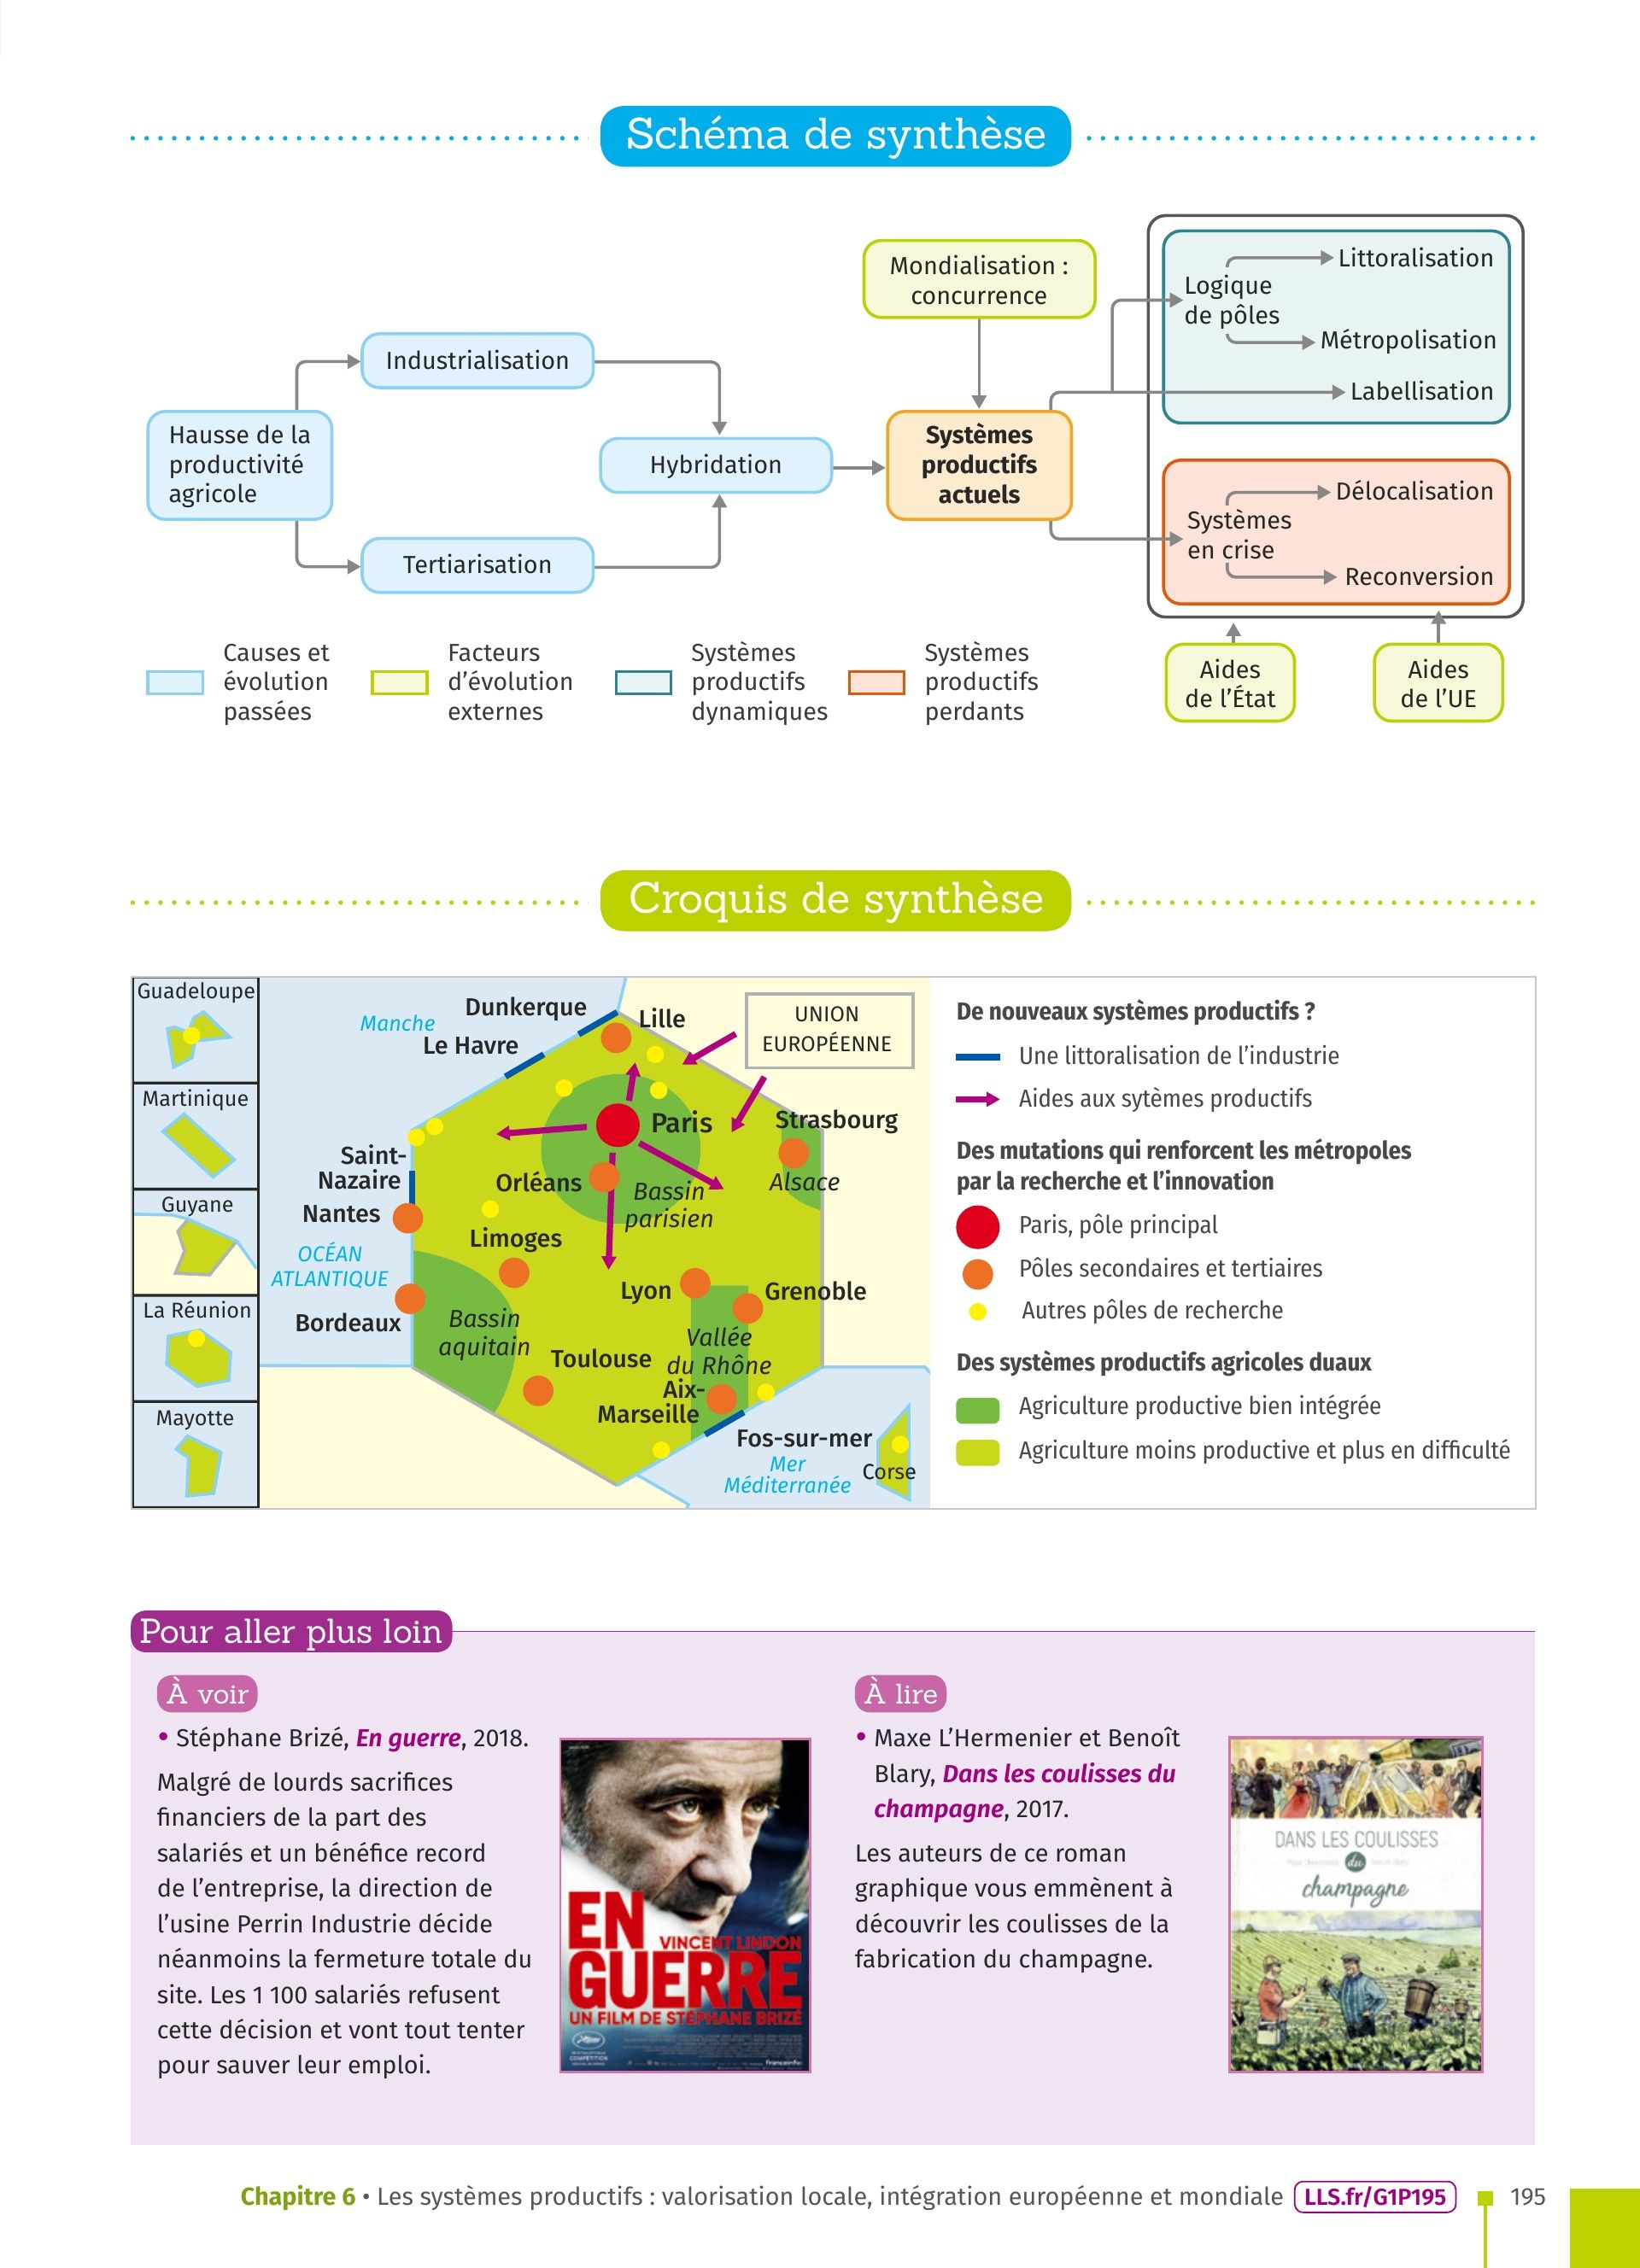 Schéma de synthèse
Mondialisation :
concurrence
Littoralisation
Logique
de pôles
Métropolisation
Labellisation
Industrialisation
Hausse de la
productivité
agricole
Hybridation
Systèmes
productifs
actuels
Tertiarisation
Délocalisation
Systèmes
en crise
Reconversion
Causes et
évolution
passées
Facteurs
d'évolution
externes
Systèmes
productifs
dynamiques
Systèmes
productifs
perdants
Aides
de l'État
Aides
de l'UE
Croquis de synthèse
Guadeloupe
Martinique
Guyane
La Réunion
Mayotte
Manche
Dunkerque
Lille
Le Havre
UNION
EUROPÉENNE
Paris
Strasbourg
Alsace
Saint-
Nazaire
Nantes
Orléans
Bassin
parisien
OCÉAN
ATLANTIQUE
Limoges
Bordeaux
Bassin
aquitain
Lyon
Grenoble
Vallée
du Rhône
Toulouse
Aix-
Marseille
Fos-sur-mer
Mer
Méditerranée
Corse
De nouveaux systèmes productifs ?
Une littoralisation de l'industrie
Aides aux sytèmes productifs
Des mutations qui renforcent les métropoles
par la recherche et l'innovation
Paris, pôle principal
Pôles secondaires et tertiaires
Autres pôles de recherche
Des systèmes productifs agricoles duaux
Agriculture productive bien intégrée
Agriculture moins productive et plus en difficulté
Pour aller plus loin
À voir
• Stéphane Brizé, En guerre, 2018.
Malgré de lourds sacrifices
financiers de la part des
salariés et un bénéfice record
de l'entreprise, la direction de
l'usine Perrin Industrie décide
néanmoins la fermeture totale du
site. Les 1 100 salariés refusent
cette décision et vont tout tenter
pour sauver leur emploi.
EN
VINCENT LINDON
GUERRE
UN FILM DE STÉPHANE BRIZÉ
franceinfo:
À lire
• Maxe L'Hermenier et Benoît
Blary, Dans les coulisses du
champagne, 2017.
Les auteurs de ce roman
graphique vous emmènent à
découvrir les coulisses de la
fabrication du champagne.
DANS LES COULISSES
du
champagne
Chapitre 6 • Les systèmes productifs : valorisation locale, intégration européenne et mondiale LLS.fr/G1P195 195